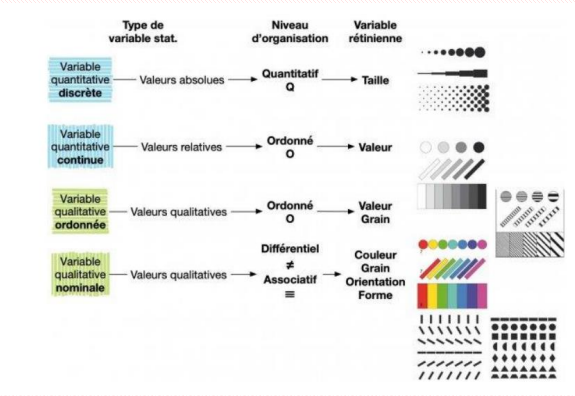 Type de
variable stat.
Niveau
d'organisation
Variable
rétinienne
Variable
quantitative
discrète
Valeurs absolues
Quantitatif
Q
Taille
Variable
quantitative
continue
Valeurs relatives
Ordonné
O
Valeur
Variable
qualitative
ordonnée
Valeurs qualitatives
Ordonné
O
Valeur
Grain
Variable
qualitative
nominale
Valeurs qualitatives
Différentiel
≠
Associatif
≡
Couleur
Grain
Orientation
Forme